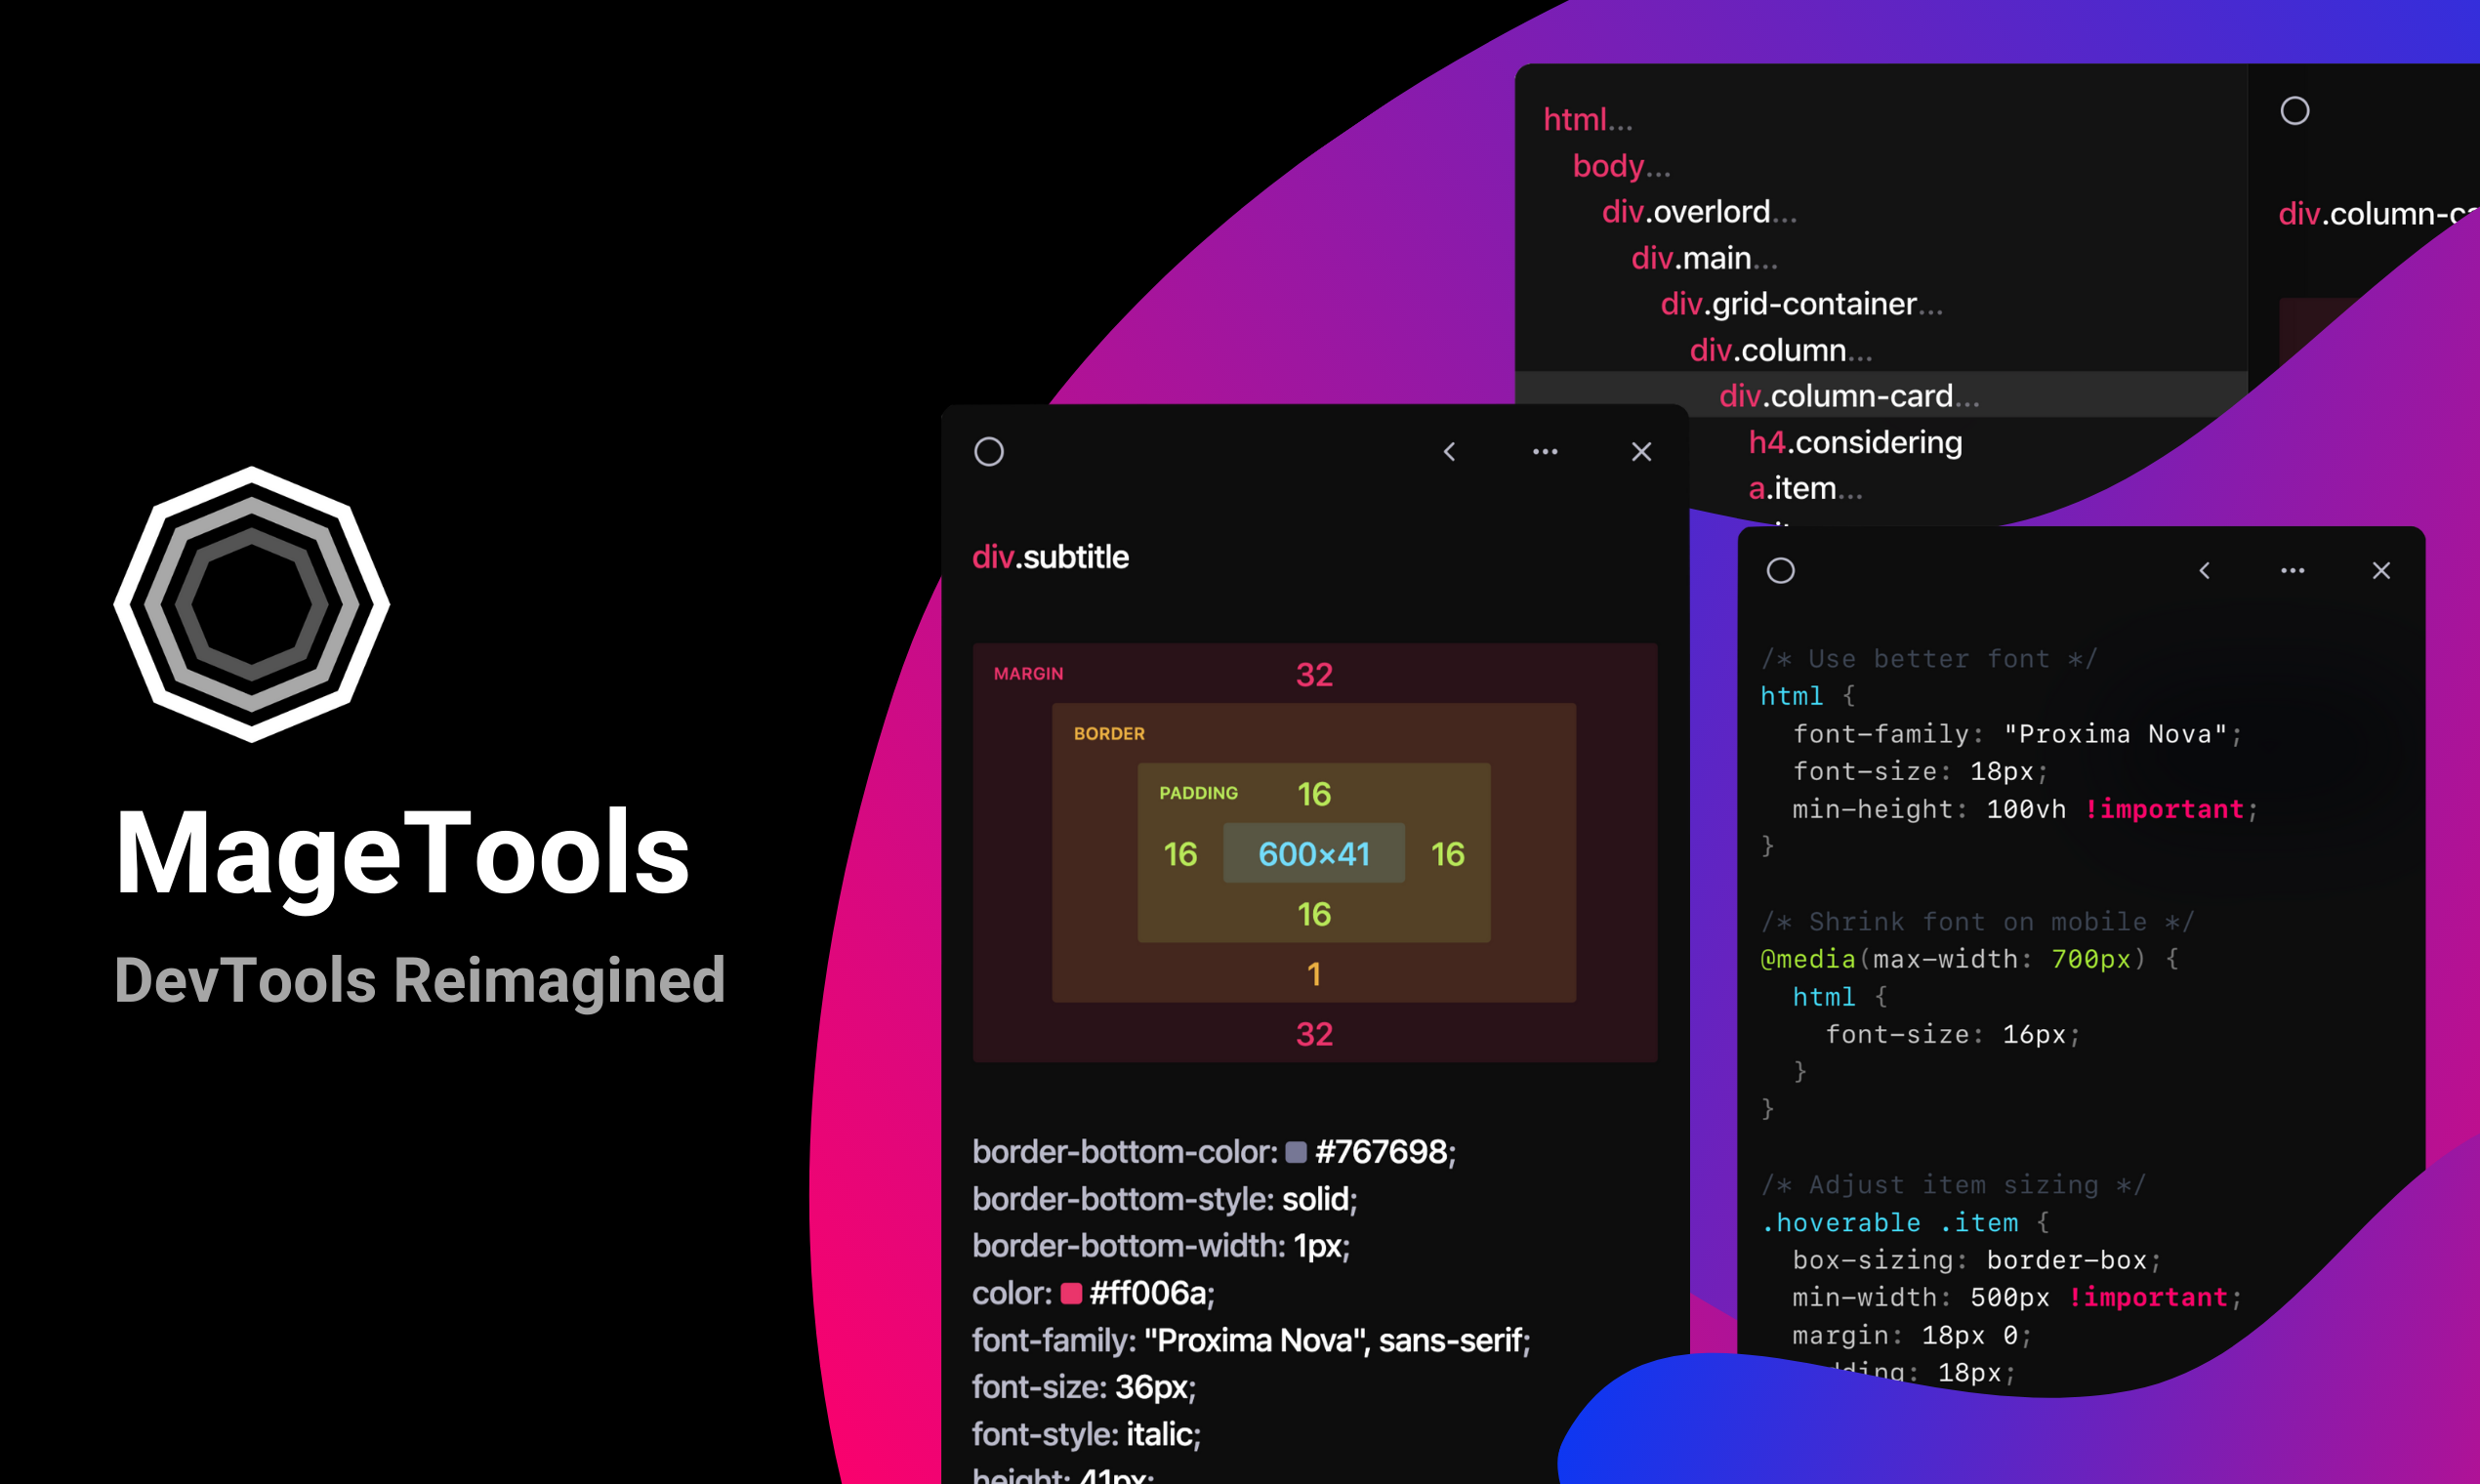 MageTools
DevTools Reimagined
html...
body...
div.overlord...
div.main...
div.grid-container...
div.column...
div.column-card...
h4.considering
a.item...
div.column-ca
div.subtitle
MARGIN
32
BORDER
PADDING
16
16
600×41
16
16
1
32
border-bottom-color: #767698;
border-bottom-style: solid;
border-bottom-width: 1px;
color: #ff006a;
font-family: "Proxima Nova", sans-serif;
font-size: 36px;
font-style: italic;
height: 41px;
/* Use better font */
html {
font-family: "Proxima Nova";
font-size: 18px;
min-height: 100vh !important;
}
/* Shrink font on mobile */
@media(max-width: 700px) {
html {
font-size: 16px;
}
}
/* Adjust item sizing */
.hoverable .item {
box-sizing: border-box;
min-width: 500px !important;
margin: 18px 0;
18px;